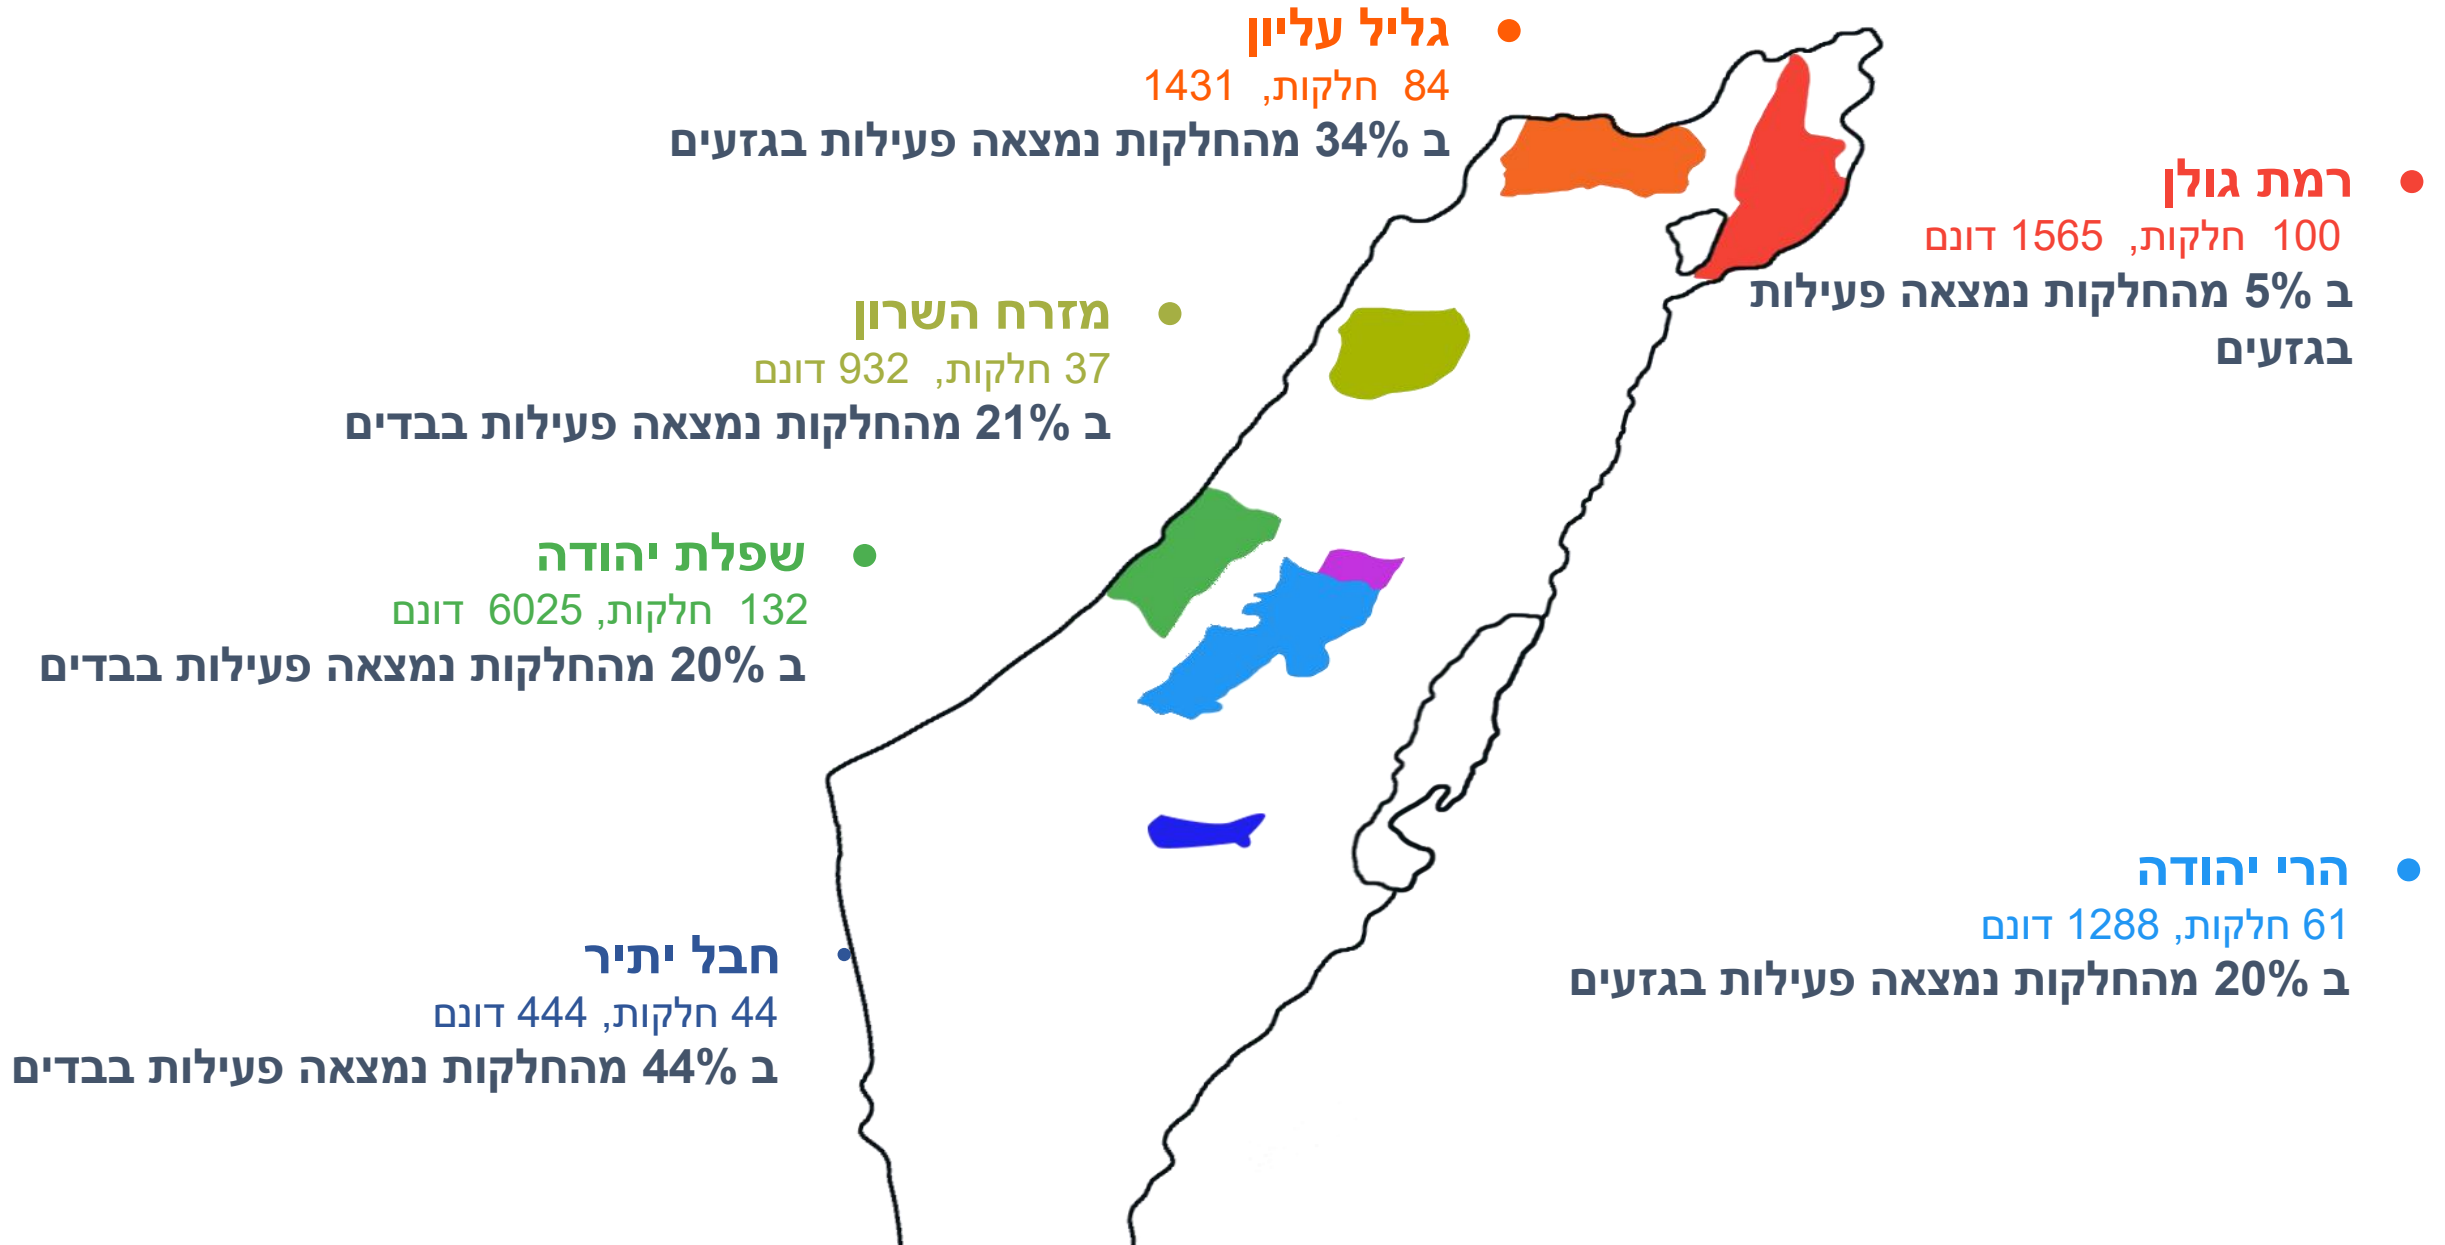 גליל עליון
84 חלקות, 1431
ב 34% מהחלקות נמצאה פעילות בגזעים
רמת גולן
100 חלקות, 1565 דונם
ב 5% מהחלקות נמצאה פעילות
בגזעים
מזרח השרון
37 חלקות, 932 דונם
ב 21% מהחלקות נמצאה פעילות בבדים
שפלת יהודה
132 חלקות, 6025 דונם
ב 20% מהחלקות נמצאה פעילות בבדים
הרי יהודה
61 חלקות, 1288 דונם
ב 20% מהחלקות נמצאה פעילות בגזעים
חבל יתיר
44 חלקות, 444 דונם
ב 44% מהחלקות נמצאה פעילות בבדים